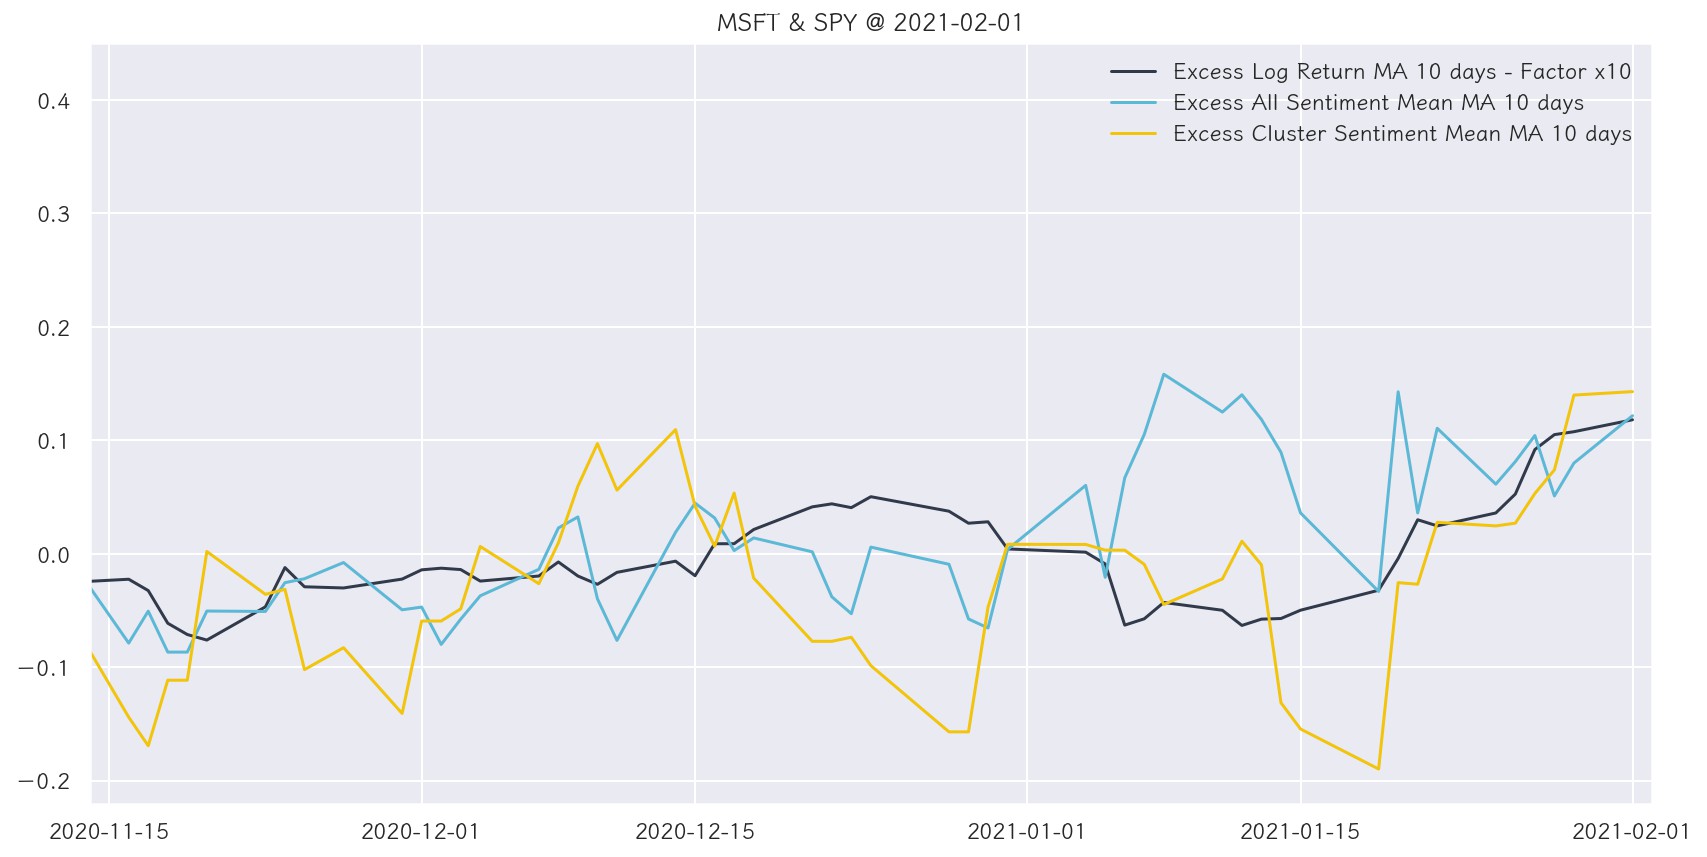 MSFT & SPY @ 2021-02-01
Excess Log Return MA 10 days - Factor x10
Excess All Sentiment Mean MA 10 days
Excess Cluster Sentiment Mean MA 10 days
0.4
0.3
0.2
0.1
0.0
−0.1
−0.2
2020-11-15 2020-12-01 2020-12-15 2021-01-01 2021-01-15 2021-02-01